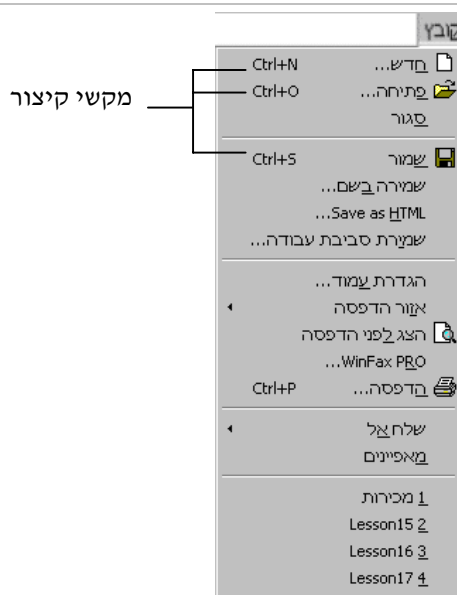 קובץ
חדש... Ctrl+N
פתיחה... Ctrl+O
סגור
מקשי קיצור
שמור Ctrl+S
שמירה בשם...
Save as HTML...
שמירת סביבת עבודה...
הגדרת עמוד...
אזור הדפסה
הצג לפני הדפסה
WinFax PRO...
הדפסה... Ctrl+P
שלח אל
מאפיינים
1 מכירות
2 Lesson15
3 Lesson16
4 Lesson17